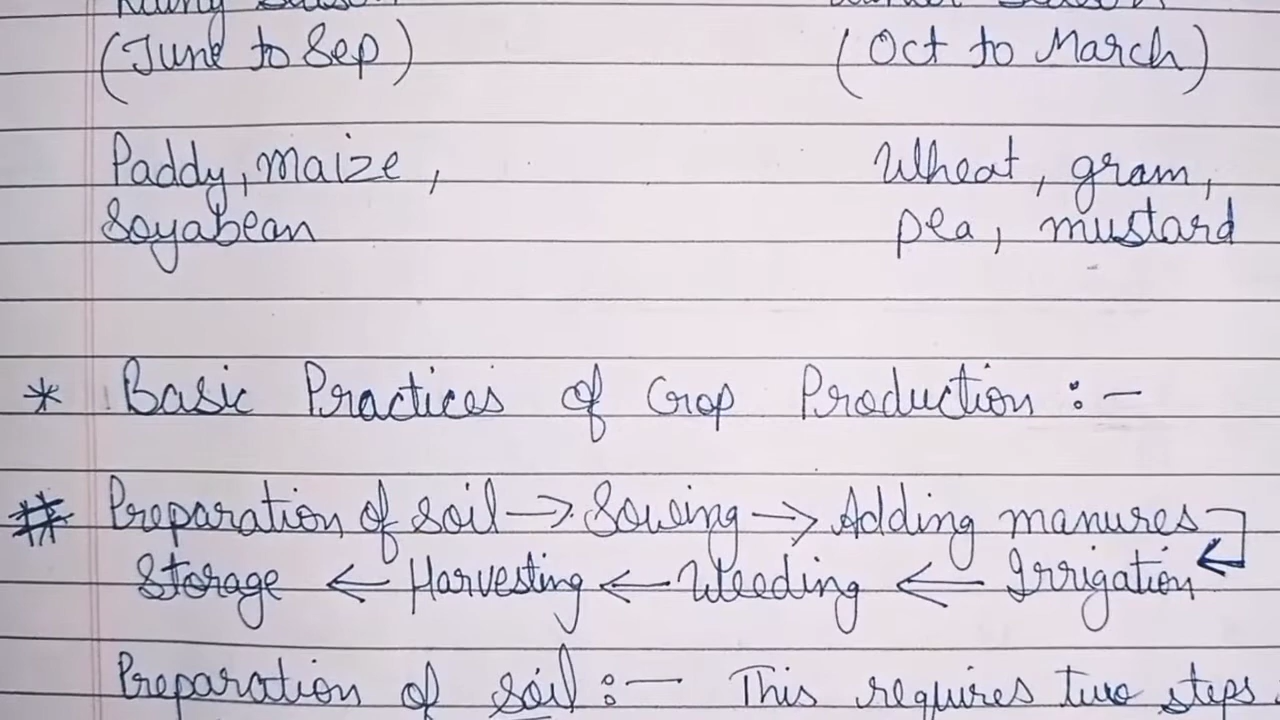 (June to Sep) (Oct to March)
Paddy, maize, Wheat, gram,
Soyabean pea, mustard
* Basic Practices of Crop Production :-
# Preparation of soil → Sowing → Adding manures
Storage ← Harvesting ← Weeding ← Irrigation
Preparation of soil :- This requires two steps